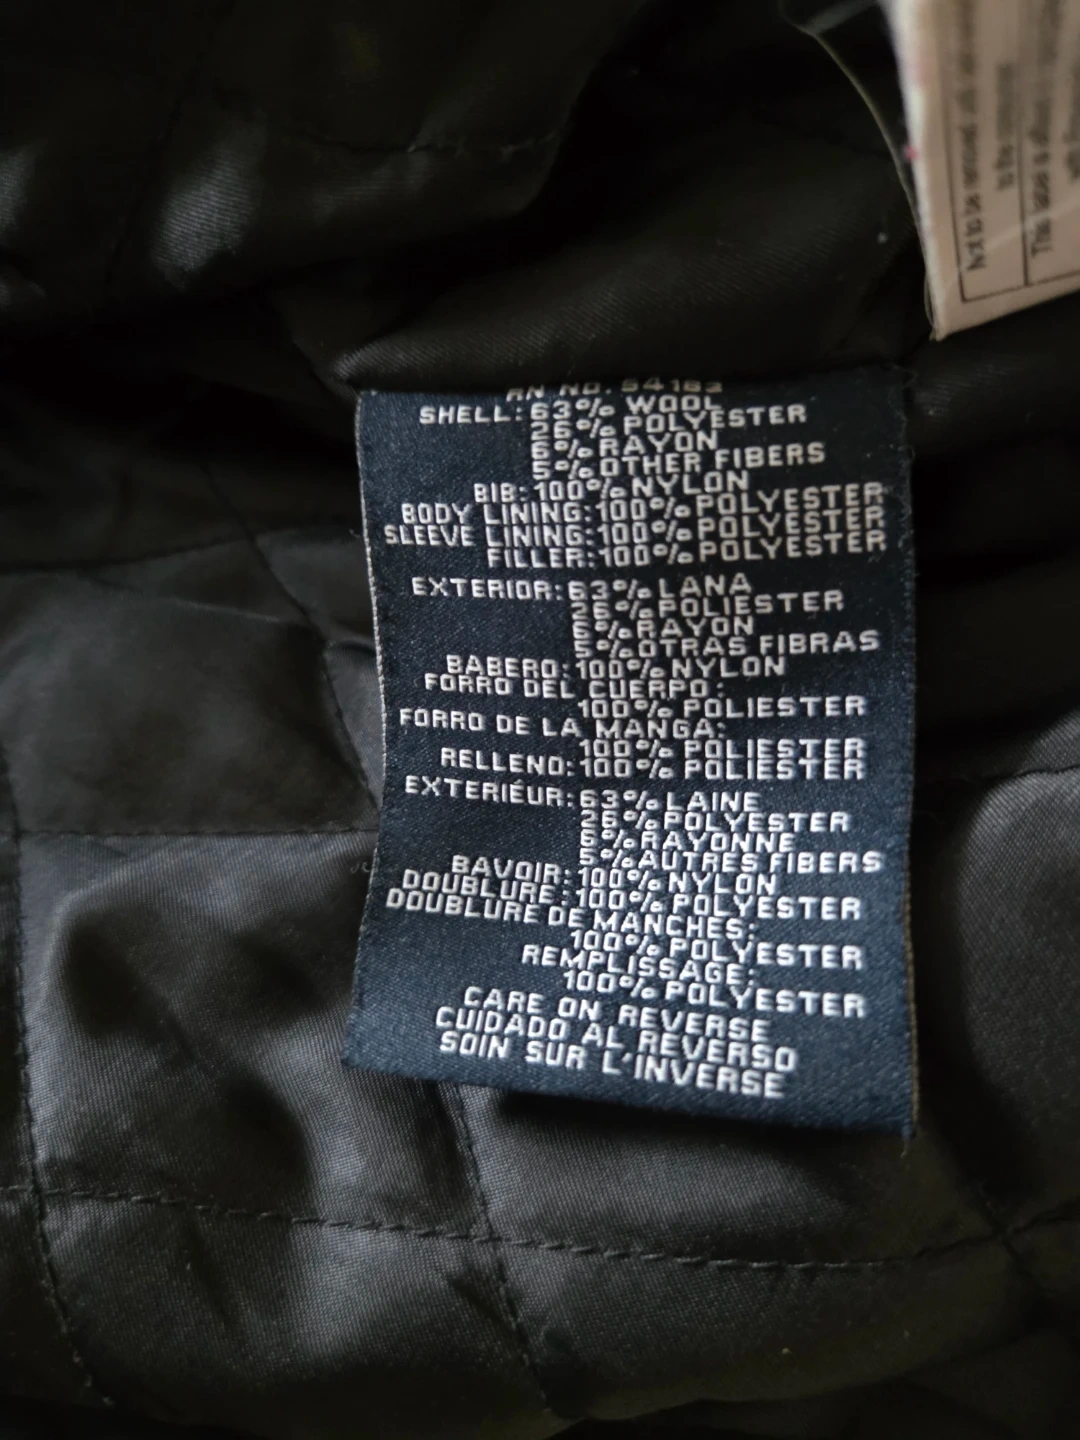 RN NO. 54163
SHELL: 63% WOOL
26% POLYESTER
6% RAYON
5% OTHER FIBERS
BIB: 100% NYLON
BODY LINING: 100% POLYESTER
SLEEVE LINING: 100% POLYESTER
FILLER: 100% POLYESTER
EXTERIOR: 63% LANA
26% POLIESTER
6% RAYON
5% OTRAS FIBRAS
BABERO: 100% NYLON
FORRO DEL CUERPO:
100% POLIESTER
FORRO DE LA MANGA:
100% POLIESTER
RELLENO: 100% POLIESTER
EXTERIÉUR: 63% LAINE
26% POLYESTER
6% RAYONNE
5% AUTRES FIBERS
BAVOIR: 100% NYLON
DOUBLURE: 100% POLYESTER
DOUBLURE DE MANCHES:
100% POLYESTER
REMPLISSAGE:
100% POLYESTER
CARE ON REVERSE
CUIDADO AL REVERSO
SOIN SUR L'INVERSE
Not to be
This